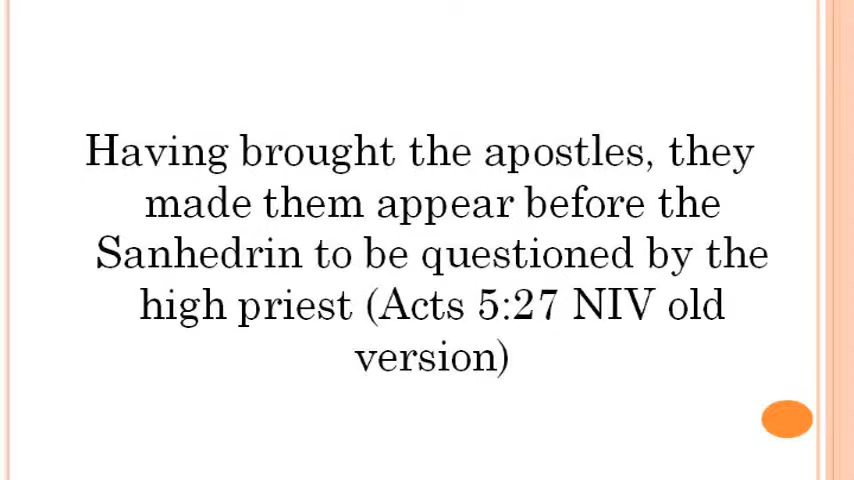 Having brought the apostles, they
made them appear before the
Sanhedrin to be questioned by the
high priest (Acts 5:27 NIV old
version)